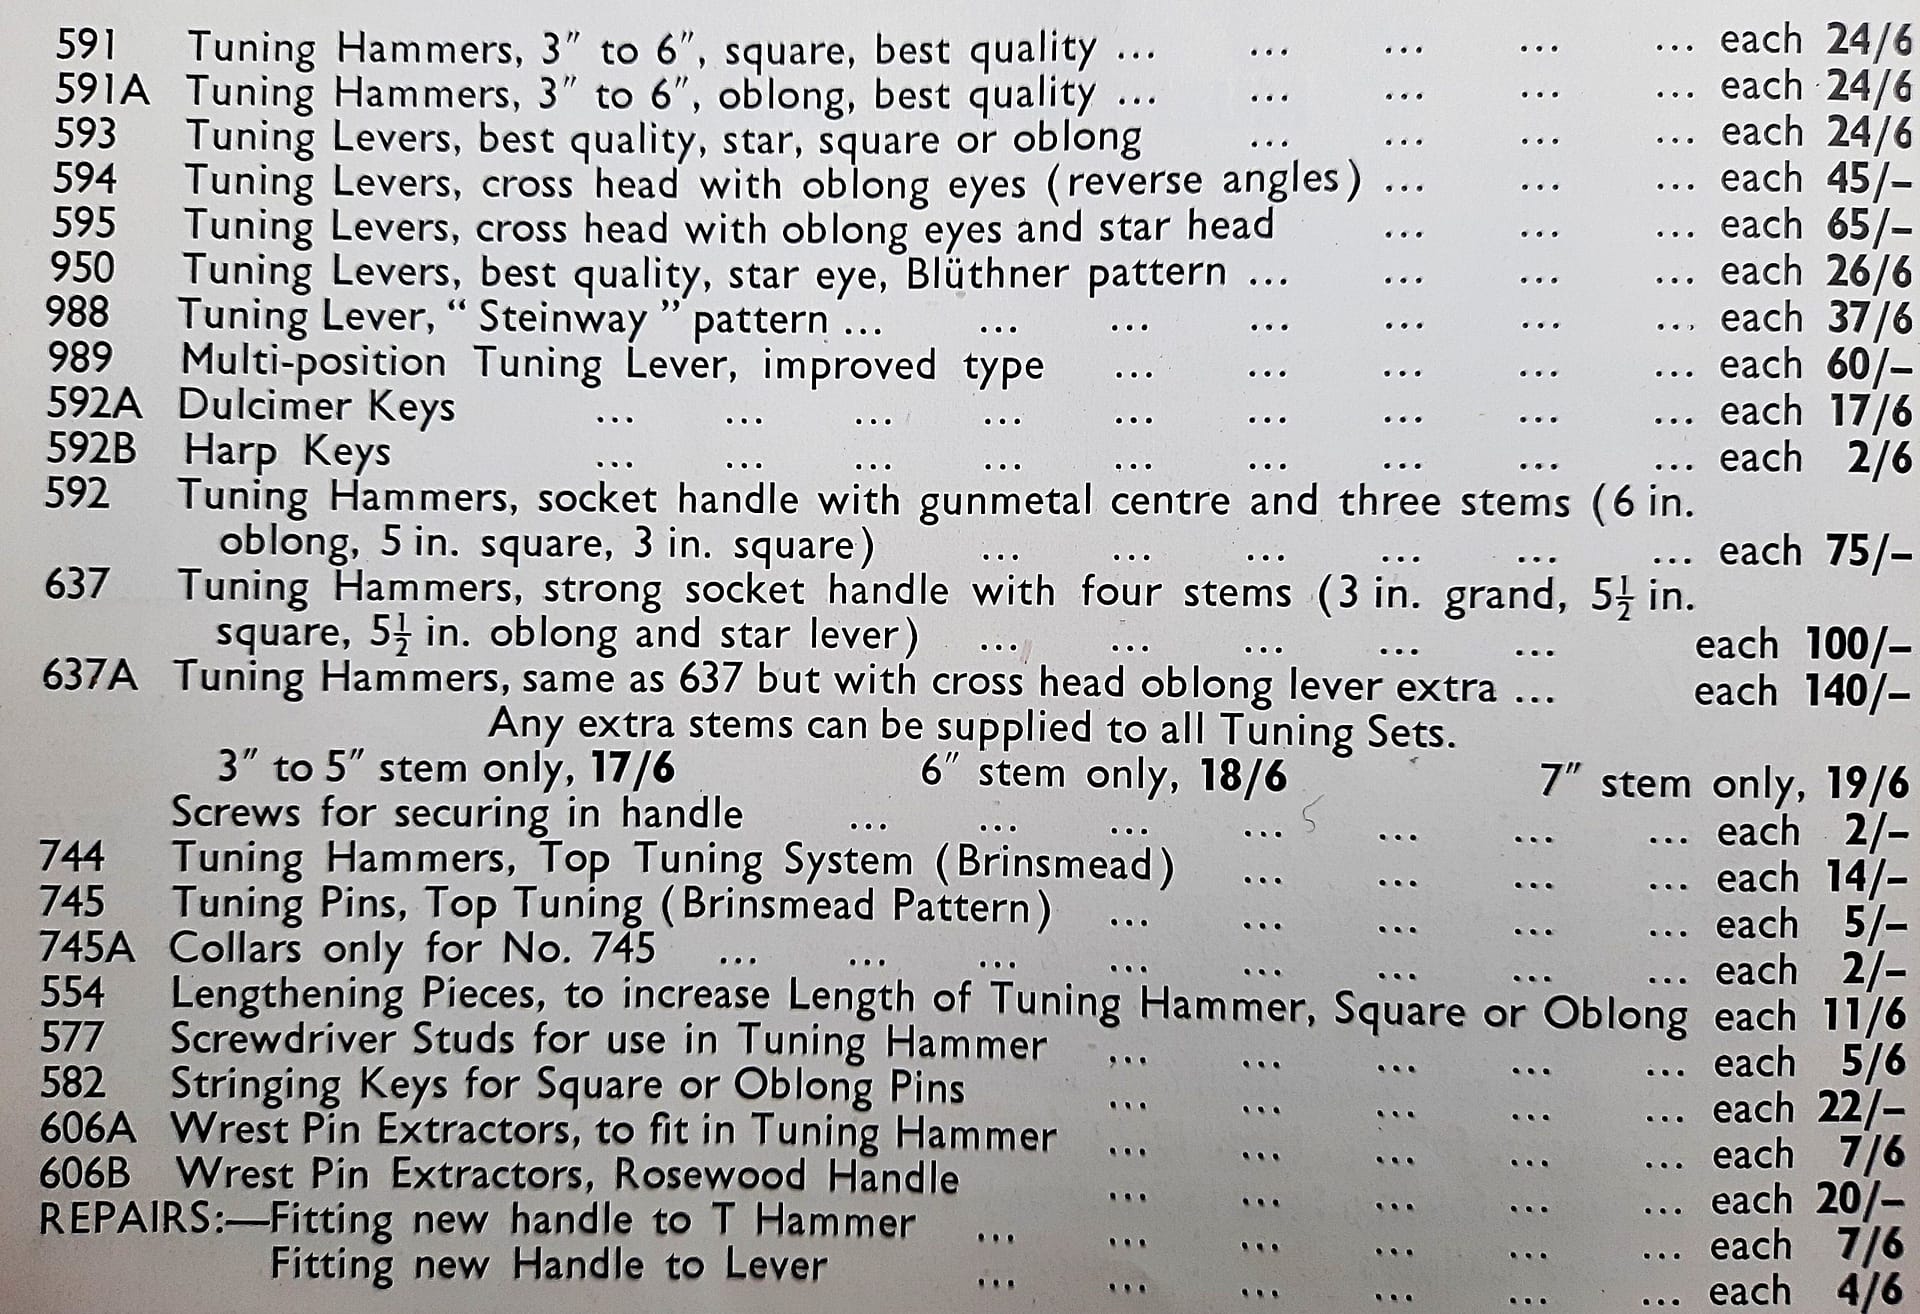 591 Tuning Hammers, 3″ to 6″, square, best quality ... ... ... ... ... each 24/6
591A Tuning Hammers, 3″ to 6″, oblong, best quality ... ... ... ... ... each 24/6
593 Tuning Levers, best quality, star, square or oblong ... ... ... ... each 24/6
594 Tuning Levers, cross head with oblong eyes (reverse angles) ... ... ... each 45/–
595 Tuning Levers, cross head with oblong eyes and star head ... ... ... each 65/–
950 Tuning Levers, best quality, star eye, Blüthner pattern ... ... ... ... each 26/6
988 Tuning Lever, “ Steinway ” pattern ... ... ... ... ... ... ... each 37/6
989 Multi-position Tuning Lever, improved type ... ... ... ... ... each 60/–
592A Dulcimer Keys ... ... ... ... ... ... ... ... ... each 17/6
592B Harp Keys ... ... ... ... ... ... ... ... ... each 2/6
592 Tuning Hammers, socket handle with gunmetal centre and three stems (6 in.
oblong, 5 in. square, 3 in. square) ... ... ... ... ... ... each 75/–
637 Tuning Hammers, strong socket handle with four stems (3 in. grand, 5½ in.
square, 5½ in. oblong and star lever) ... ... ... ... ... each 100/–
637A Tuning Hammers, same as 637 but with cross head oblong lever extra ... each 140/–
Any extra stems can be supplied to all Tuning Sets.
3″ to 5″ stem only, 17/6 6″ stem only, 18/6 7″ stem only, 19/6
Screws for securing in handle ... ... ... ... ... ... ... each 2/–
744 Tuning Hammers, Top Tuning System (Brinsmead) ... ... ... ... each 14/–
745 Tuning Pins, Top Tuning (Brinsmead Pattern) ... ... ... ... ... each 5/–
745A Collars only for No. 745 ... ... ... ... ... ... ... ... each 2/–
554 Lengthening Pieces, to increase Length of Tuning Hammer, Square or Oblong each 11/6
577 Screwdriver Studs for use in Tuning Hammer ... ... ... ... ... each 5/6
582 Stringing Keys for Square or Oblong Pins ... ... ... ... ... each 22/–
606A Wrest Pin Extractors, to fit in Tuning Hammer ... ... ... ... ... each 7/6
606B Wrest Pin Extractors, Rosewood Handle ... ... ... ... ... each 20/–
REPAIRS:—Fitting new handle to T Hammer ... ... ... ... ... ... each 7/6
Fitting new Handle to Lever ... ... ... ... ... ... each 4/6